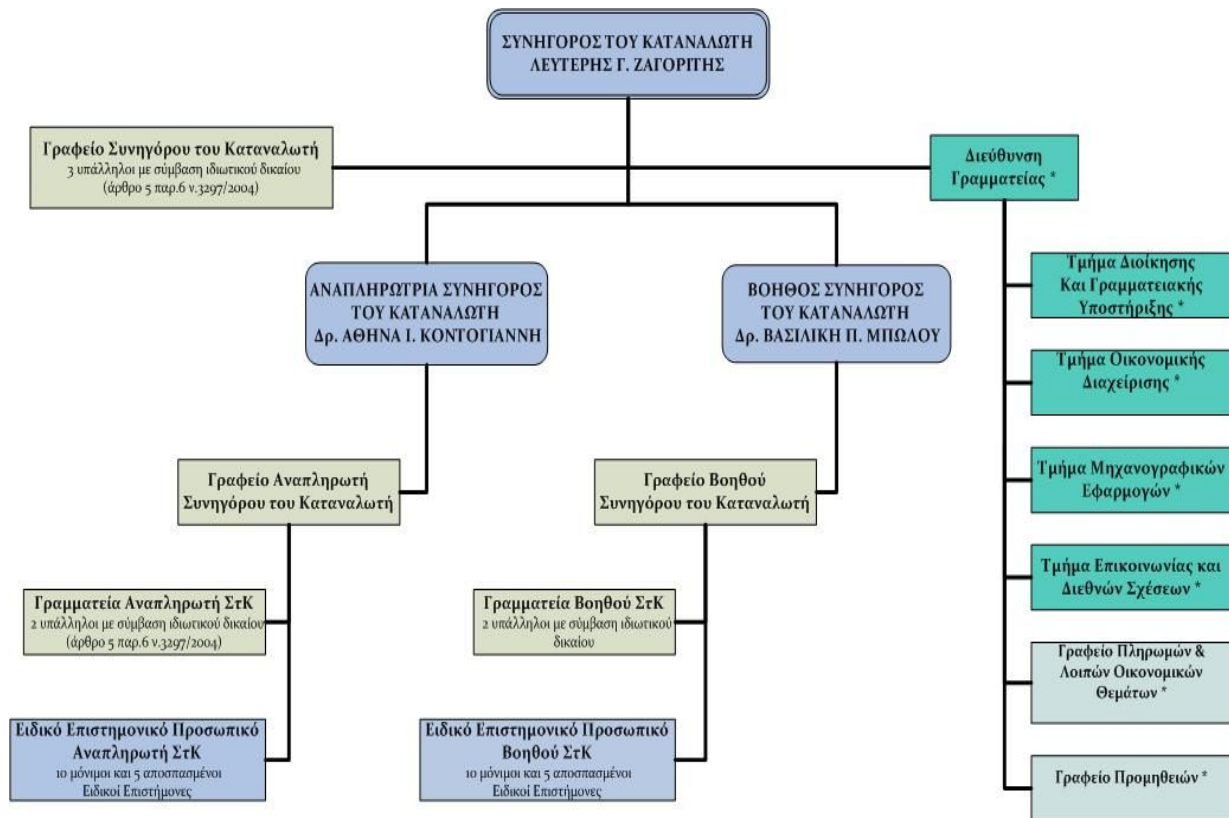 ΣΥΝΗΓΟΡΟΣ ΤΟΥ ΚΑΤΑΝΑΛΩΤΗ
ΛΕΥΤΕΡΗΣ Γ. ΖΑΓΟΡΙΤΗΣ
Γραφείο Συνηγόρου του Καταναλωτή
3 υπάλληλοι με σύμβαση ιδιωτικού δικαίου
(άρθρο 5 παρ.6 ν.3297/2004)
Διεύθυνση
Γραμματείας *
ΑΝΑΠΛΗΡΩΤΡΙΑ ΣΥΝΗΓΟΡΟΣ
ΤΟΥ ΚΑΤΑΝΑΛΩΤΗ
Δρ. ΑΘΗΝΑ Ι. ΚΟΝΤΟΓΙΑΝΝΗ
ΒΟΗΘΟΣ ΣΥΝΗΓΟΡΟΣ
ΤΟΥ ΚΑΤΑΝΑΛΩΤΗ
Δρ. ΒΑΣΙΛΙΚΗ Π. ΜΠΩΛΟΥ
Τμήμα Διοίκησης
Και Γραμματειακής
Υποστήριξης *
Τμήμα Οικονομικής
Διαχείρισης *
Τμήμα Μηχανογραφικών
Εφαρμογών *
Τμήμα Επικοινωνίας και
Διεθνών Σχέσεων *
Γραφείο Πληρωμών &
Λοιπών Οικονομικών
Θεμάτων *
Γραφείο Προμηθειών *
Γραφείο Αναπληρωτή
Συνηγόρου του Καταναλωτή
Γραμματεία Αναπληρωτή ΣτΚ
2 υπάλληλοι με σύμβαση ιδιωτικού δικαίου
(άρθρο 5 παρ.6 ν.3297/2004)
Ειδικό Επιστημονικό Προσωπικό
Αναπληρωτή ΣτΚ
10 μόνιμοι και 5 αποσπασμένοι
Ειδικοί Επιστήμονες
Γραφείο Βοηθού
Συνηγόρου του Καταναλωτή
Γραμματεία Βοηθού ΣτΚ
2 υπάλληλοι με σύμβαση ιδιωτικού
δικαίου
Ειδικό Επιστημονικό Προσωπικό
Βοηθού ΣτΚ
10 μόνιμοι και 5 αποσπασμένοι
Ειδικοί Επιστήμονες